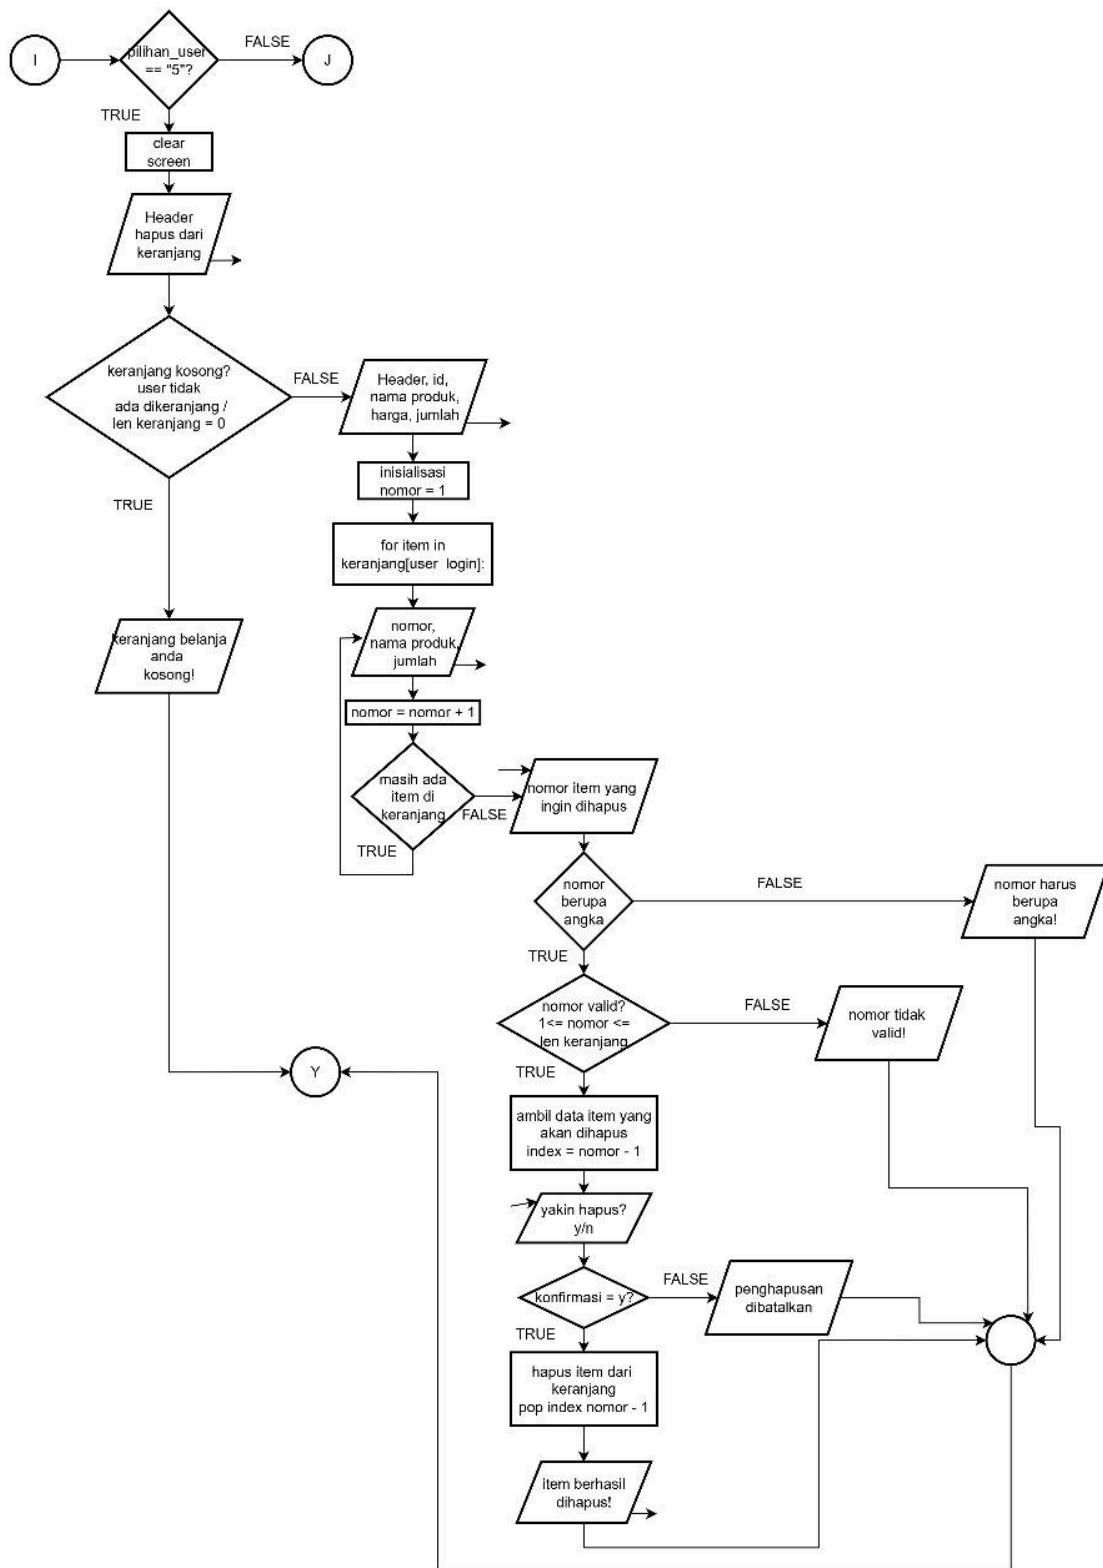 I
pilihan_user
== "5"?
FALSE
J
TRUE
clear
screen
Header
hapus dari
keranjang
keranjang kosong?
user tidak
ada dikeranjang /
len keranjang = 0
FALSE
Header, id,
nama produk,
harga, jumlah
inisialisasi
nomor = 1
TRUE
for item in
keranjang[user_login]:
nomor,
nama produk,
jumlah
keranjang belanja
anda
kosong!
nomor = nomor + 1
masih ada
item di
keranjang
FALSE
TRUE
nomor item yang
ingin dihapus
nomor
berupa
angka
FALSE
nomor harus
berupa
angka!
TRUE
nomor valid?
1<= nomor <=
len keranjang
FALSE
nomor tidak
valid!
TRUE
Y
ambil data item yang
akan dihapus
index = nomor - 1
yakin hapus?
y/n
konfirmasi = y?
FALSE
penghapusan
dibatalkan
TRUE
hapus item dari
keranjang
pop index nomor - 1
item berhasil
dihapus!